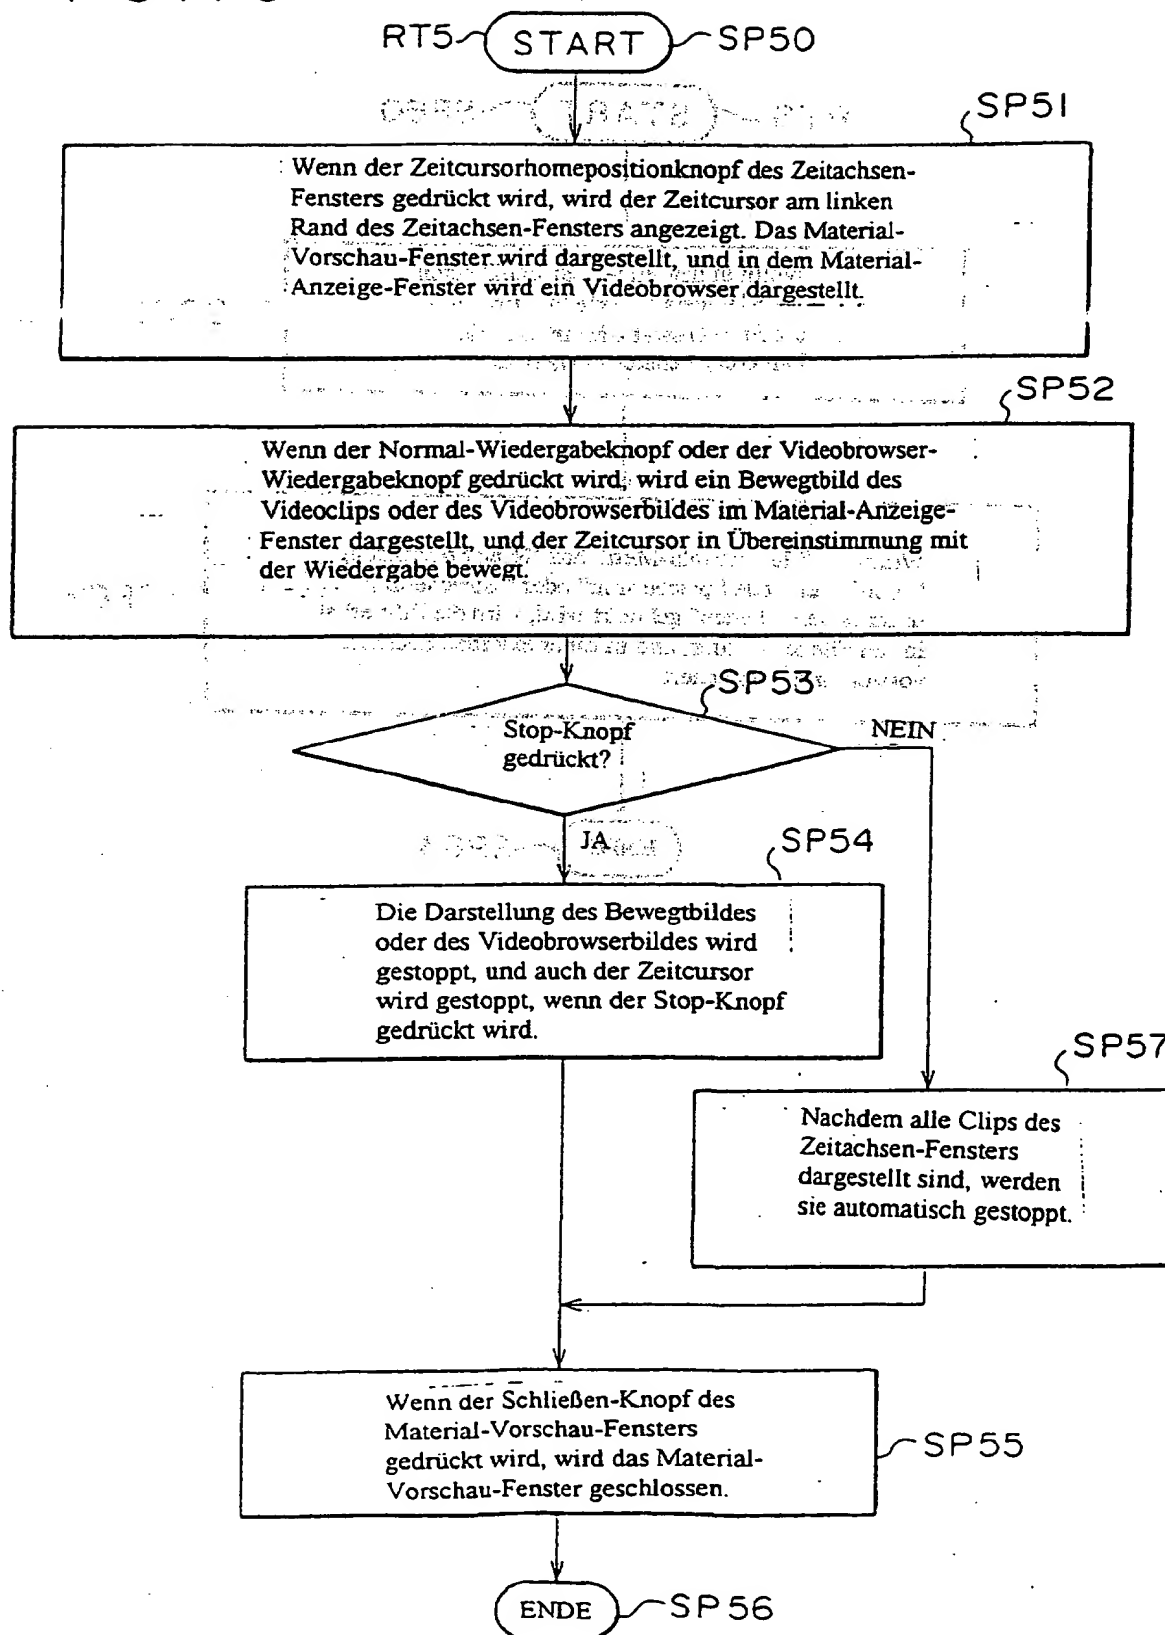 RT5 START SP50
SP51
Wenn der Zeitcursorhomepositionknopf des Zeitachsen-
Fensters gedrückt wird, wird der Zeitcursor am linken
Rand des Zeitachsen-Fensters angezeigt. Das Material-
Vorschau-Fenster wird dargestellt, und in dem Material-
Anzeige-Fenster wird ein Videobrowser dargestellt.
SP52
Wenn der Normal-Wiedergabeknopf oder der Videobrowser-
Wiedergabeknopf gedrückt wird, wird ein Bewegtbild des
Videoclips oder des Videobrowserbildes im Material-Anzeige-
Fenster dargestellt, und der Zeitcursor in Übereinstimmung mit
der Wiedergabe bewegt.
SP53
Stop-Knopf
gedrückt?
NEIN
JA
SP54
Die Darstellung des Bewegtbildes
oder des Videobrowserbildes wird
gestoppt, und auch der Zeitcursor
wird gestoppt, wenn der Stop-Knopf
gedrückt wird.
SP57
Nachdem alle Clips des
Zeitachsen-Fensters
dargestellt sind, werden
sie automatisch gestoppt.
Wenn der Schließen-Knopf des
Material-Vorschau-Fensters
gedrückt wird, wird das Material-
Vorschau-Fenster geschlossen.
SP55
ENDE SP56